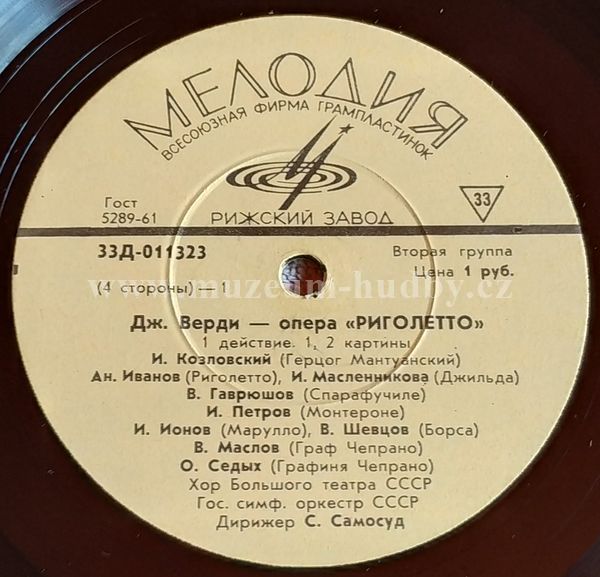 МЕЛОДИЯ
ВСЕСОЮЗНАЯ ФИРМА ГРАМПЛАСТИНОК
Гост
5289-61
РИЖСКИЙ ЗАВОД
33
33Д-011323
Вторая группа
Цена 1 руб.
(4 стороны) — 1
www.muzeum-hudby.cz
Дж. Верди — опера «РИГОЛЕТТО»
1 действие. 1, 2 картины
И. Козловский (Герцог Мантуанский)
Ан. Иванов (Риголетто), И. Масленникова (Джильда)
В. Гаврюшов (Спарафучиле)
И. Петров (Монтероне)
И. Ионов (Марулло), В. Шевцов (Борса)
В. Маслов (Граф Чепрано)
О. Седых (Графиня Чепрано)
Хор Большого театра СССР
Гос. симф. оркестр СССР
Дирижер С. Самосуд